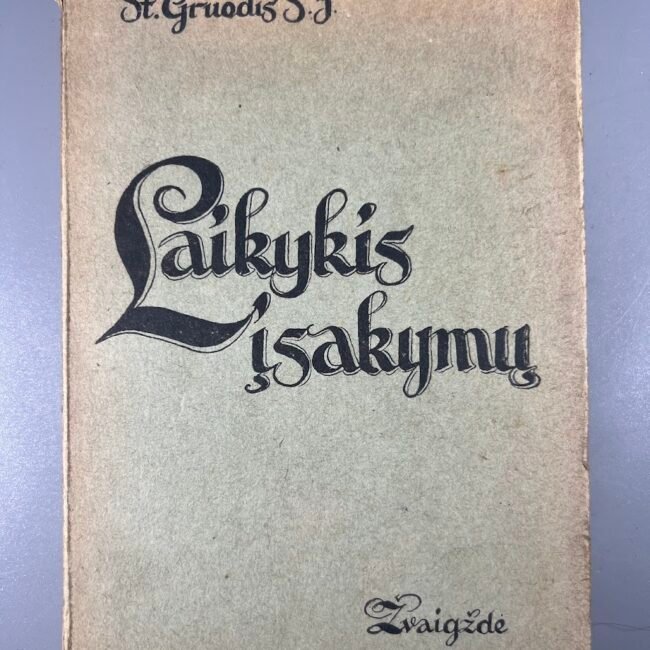 St. Gruodis S. J.
Laikykis
įsakymų
Žvaigždė